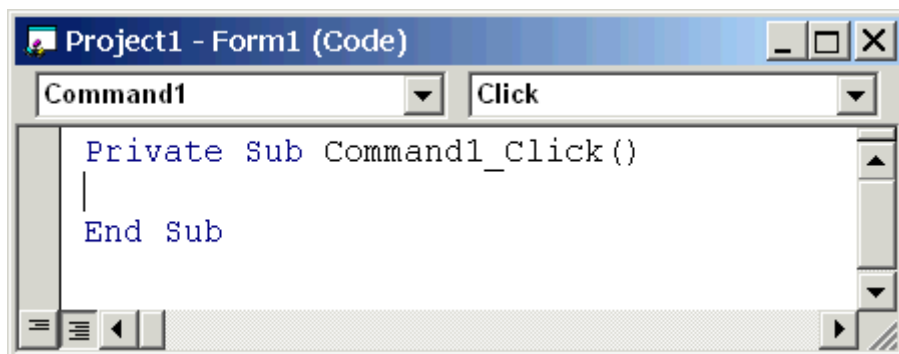 Project1 - Form1 (Code)
Command1
Click
Private Sub Command1_Click()
End Sub